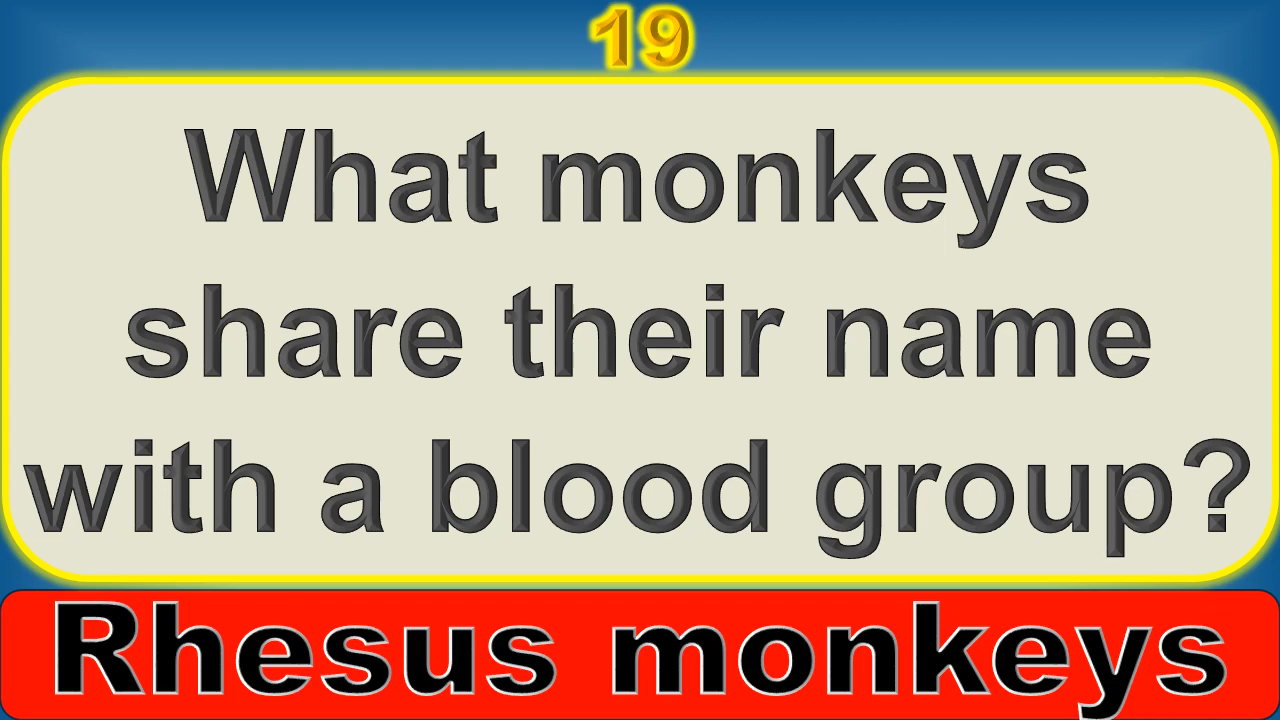 19
What monkeys
share their name
with a blood group?
Rhesus monkeys